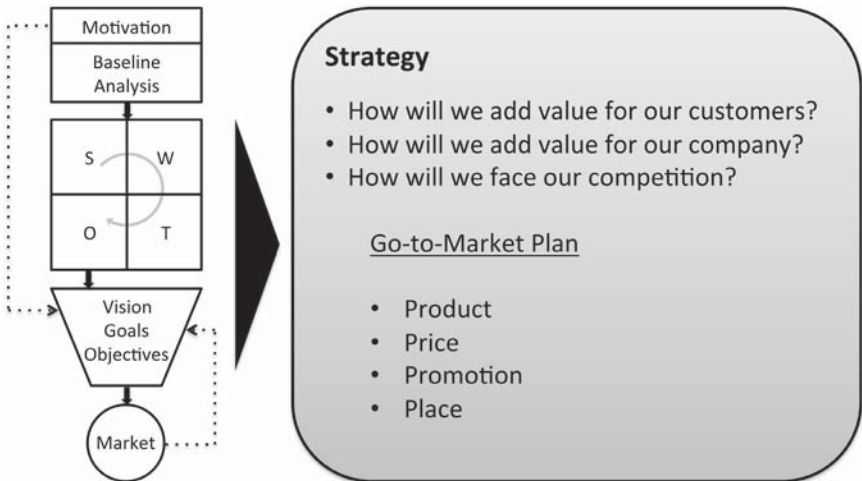 Motivation
Baseline
Analysis
S
W
O
T
Vision
Goals
Objectives
Market
Strategy
• How will we add value for our customers?
• How will we add value for our company?
• How will we face our competition?
Go-to-Market Plan
• Product
• Price
• Promotion
• Place